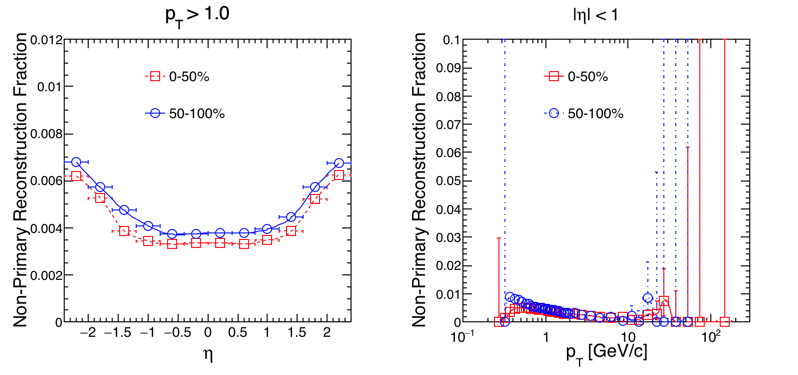 p_T > 1.0
Non-Primary Reconstruction Fraction
0.012
0.01
0.008
0.006
0.004
0.002
0
0-50%
50-100%
−2 −1.5 −1 −0.5 0 0.5 1 1.5 2
η
|η| < 1
Non-Primary Reconstruction Fraction
0.1
0.09
0.08
0.07
0.06
0.05
0.04
0.03
0.02
0.01
0
0-50%
50-100%
10⁻¹ 1 10 10²
p_T [GeV/c]